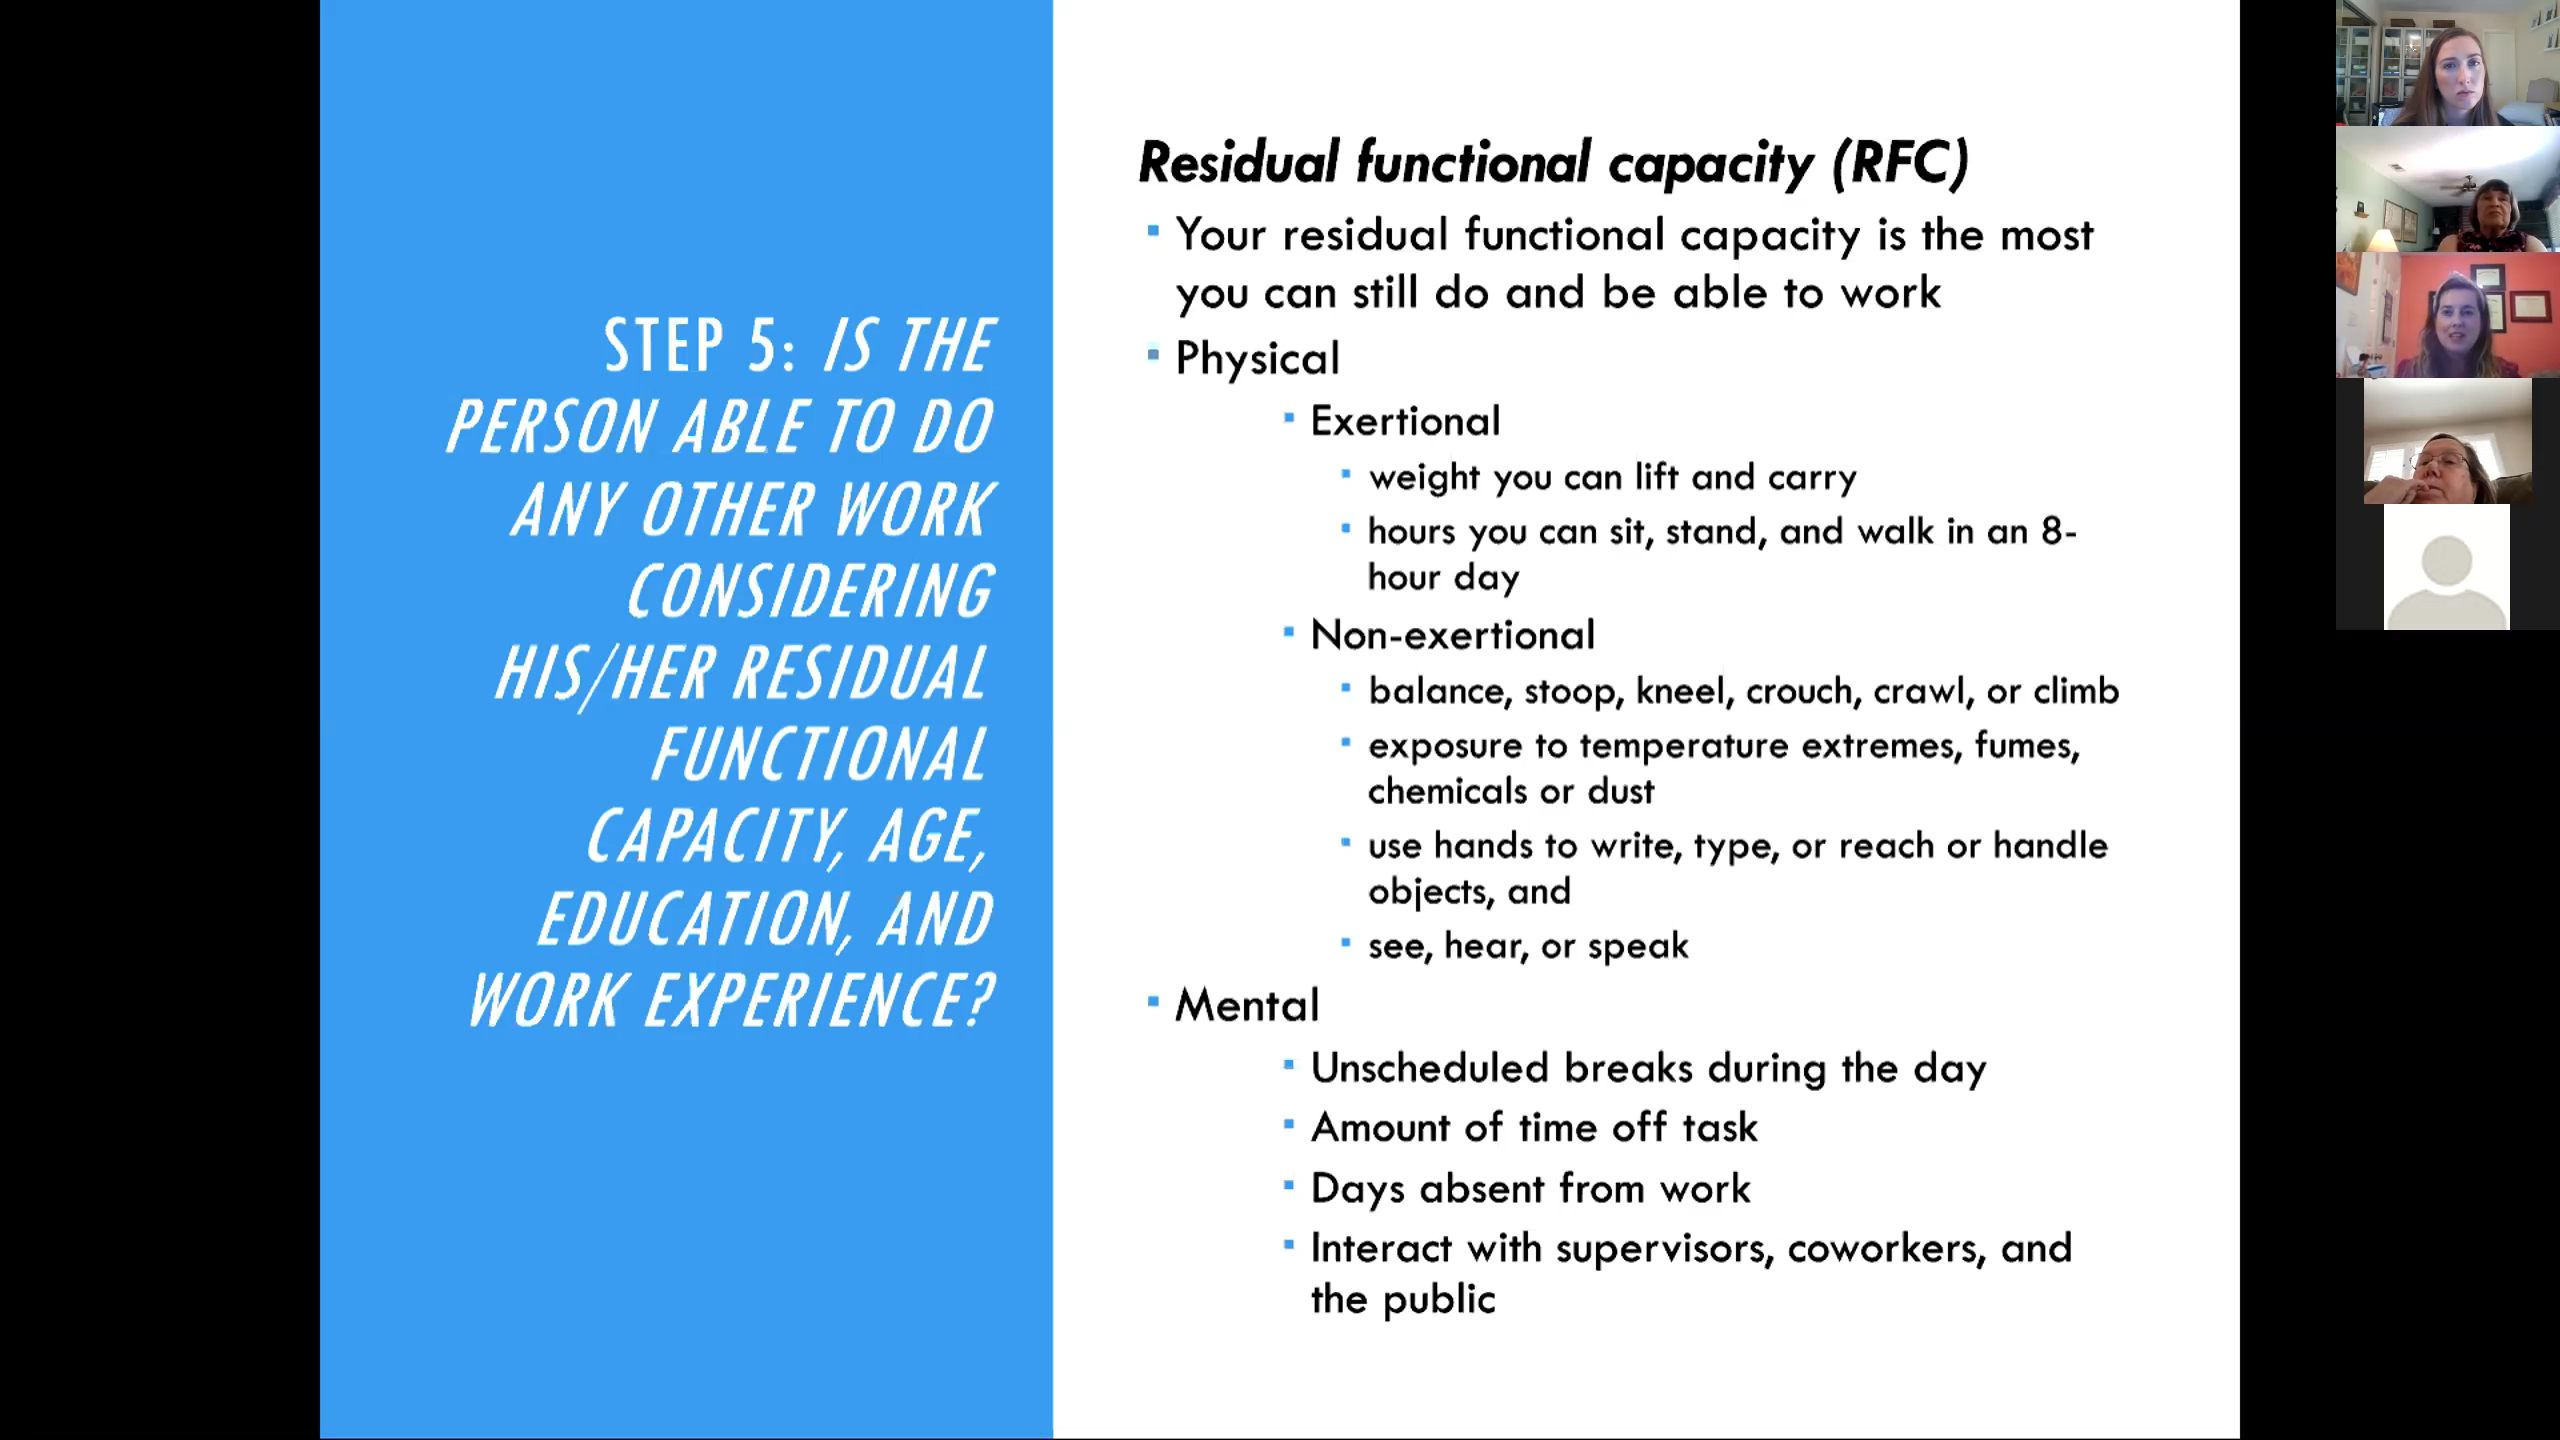 STEP 5: IS THE
PERSON ABLE TO DO
ANY OTHER WORK
CONSIDERING
HIS/HER RESIDUAL
FUNCTIONAL
CAPACITY, AGE,
EDUCATION, AND
WORK EXPERIENCE?
Residual functional capacity (RFC)
Your residual functional capacity is the most
you can still do and be able to work
Physical
Exertional
weight you can lift and carry
hours you can sit, stand, and walk in an 8-
hour day
Non-exertional
balance, stoop, kneel, crouch, crawl, or climb
exposure to temperature extremes, fumes,
chemicals or dust
use hands to write, type, or reach or handle
objects, and
see, hear, or speak
Mental
Unscheduled breaks during the day
Amount of time off task
Days absent from work
Interact with supervisors, coworkers, and
the public